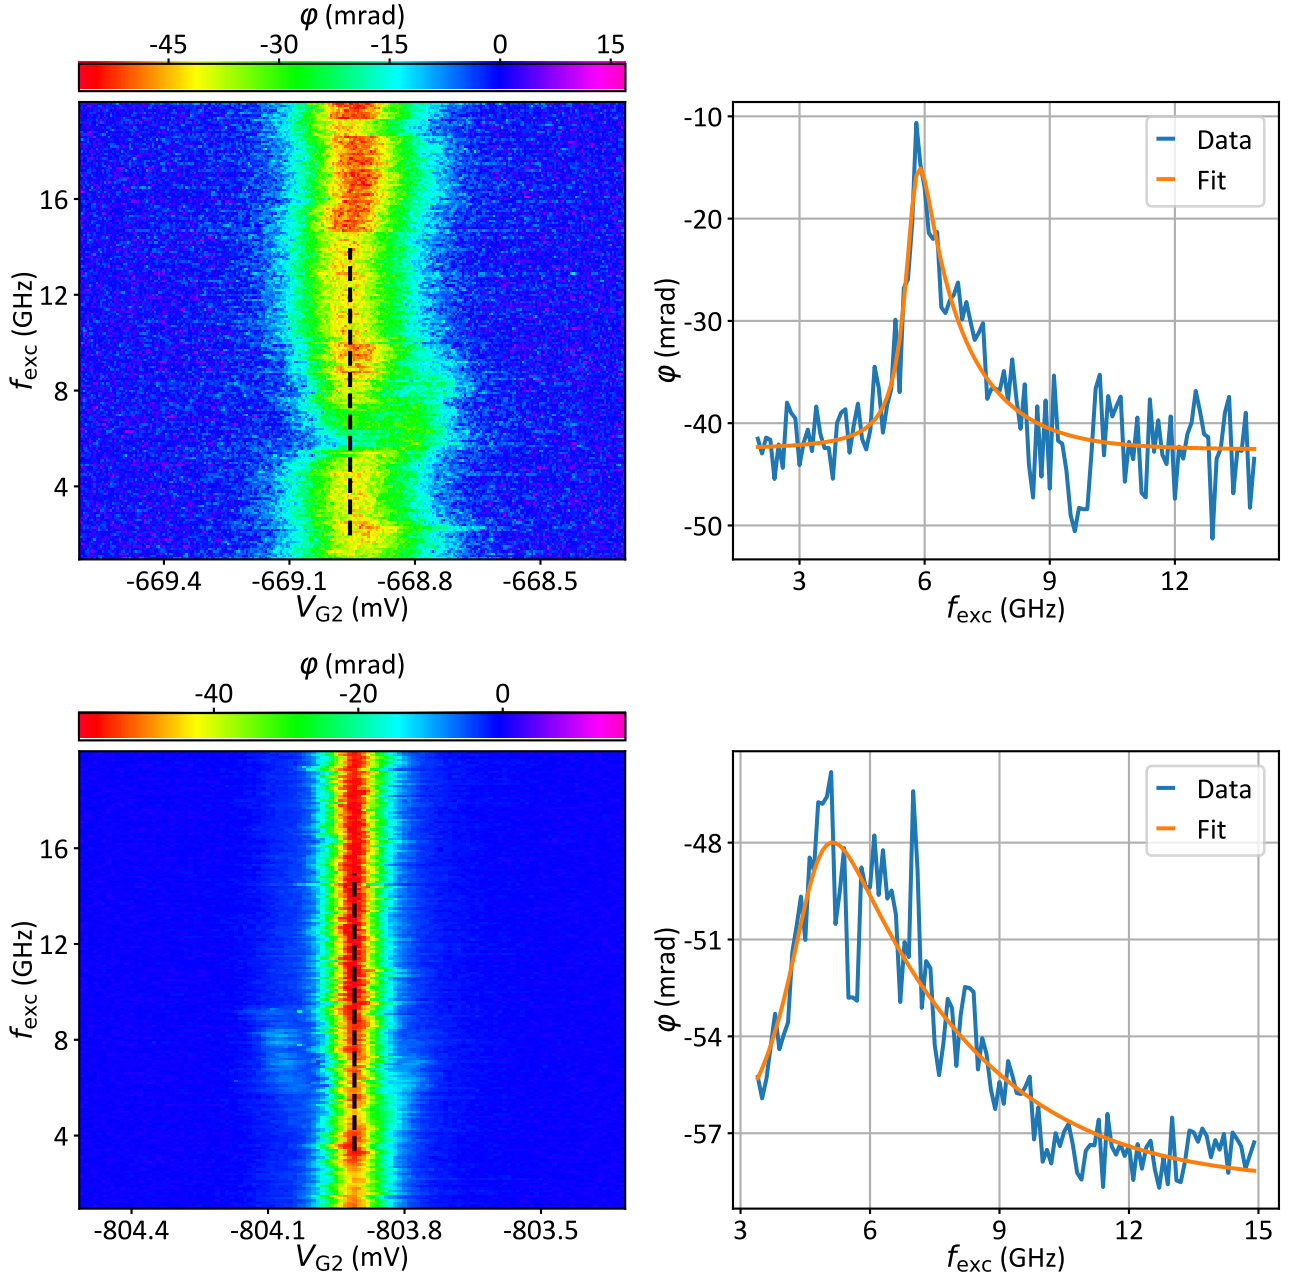 φ (mrad)
-45 -30 -15 0 15
16
12
8
4
f_exc (GHz)
-669.4 -669.1 -668.8 -668.5
V_G2 (mV)
-10
-20
-30
-40
-50
φ (mrad)
Data
Fit
3 6 9 12
f_exc (GHz)
φ (mrad)
-40 -20 0
16
12
8
4
f_exc (GHz)
-804.4 -804.1 -803.8 -803.5
V_G2 (mV)
-48
-51
-54
-57
φ (mrad)
Data
Fit
3 6 9 12 15
f_exc (GHz)